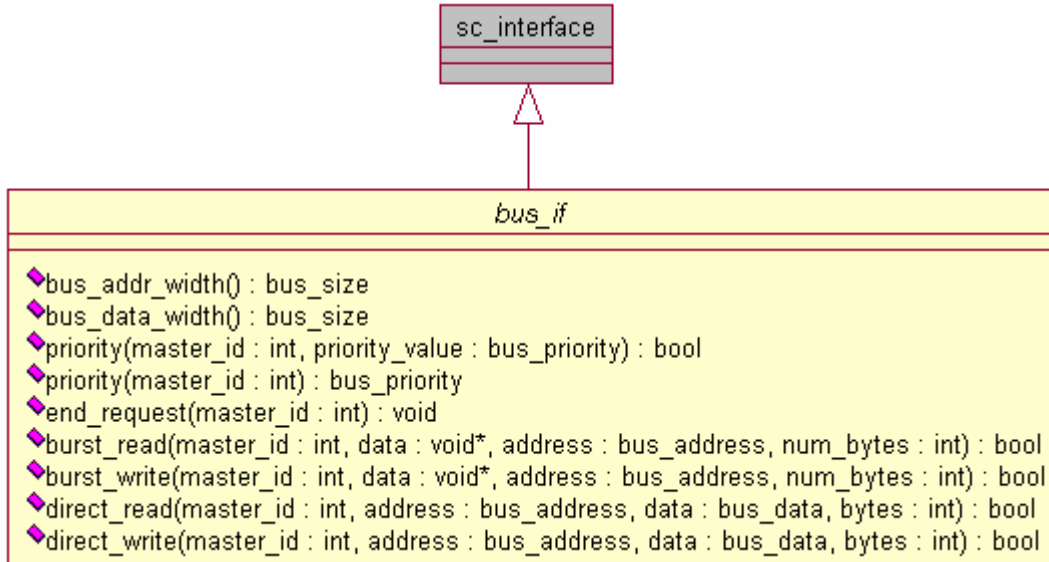 sc_interface
bus_if
bus_addr_width() : bus_size
bus_data_width() : bus_size
priority(master_id : int, priority_value : bus_priority) : bool
priority(master_id : int) : bus_priority
end_request(master_id : int) : void
burst_read(master_id : int, data : void*, address : bus_address, num_bytes : int) : bool
burst_write(master_id : int, data : void*, address : bus_address, num_bytes : int) : bool
direct_read(master_id : int, address : bus_address, data : bus_data, bytes : int) : bool
direct_write(master_id : int, address : bus_address, data : bus_data, bytes : int) : bool